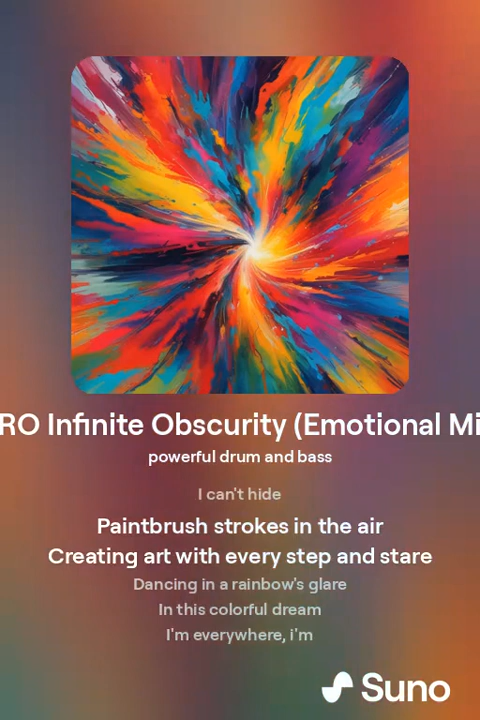 RO Infinite Obscurity (Emotional Mi
powerful drum and bass
I can't hide
Paintbrush strokes in the air
Creating art with every step and stare
Dancing in a rainbow's glare
In this colorful dream
I'm everywhere, i'm
Suno